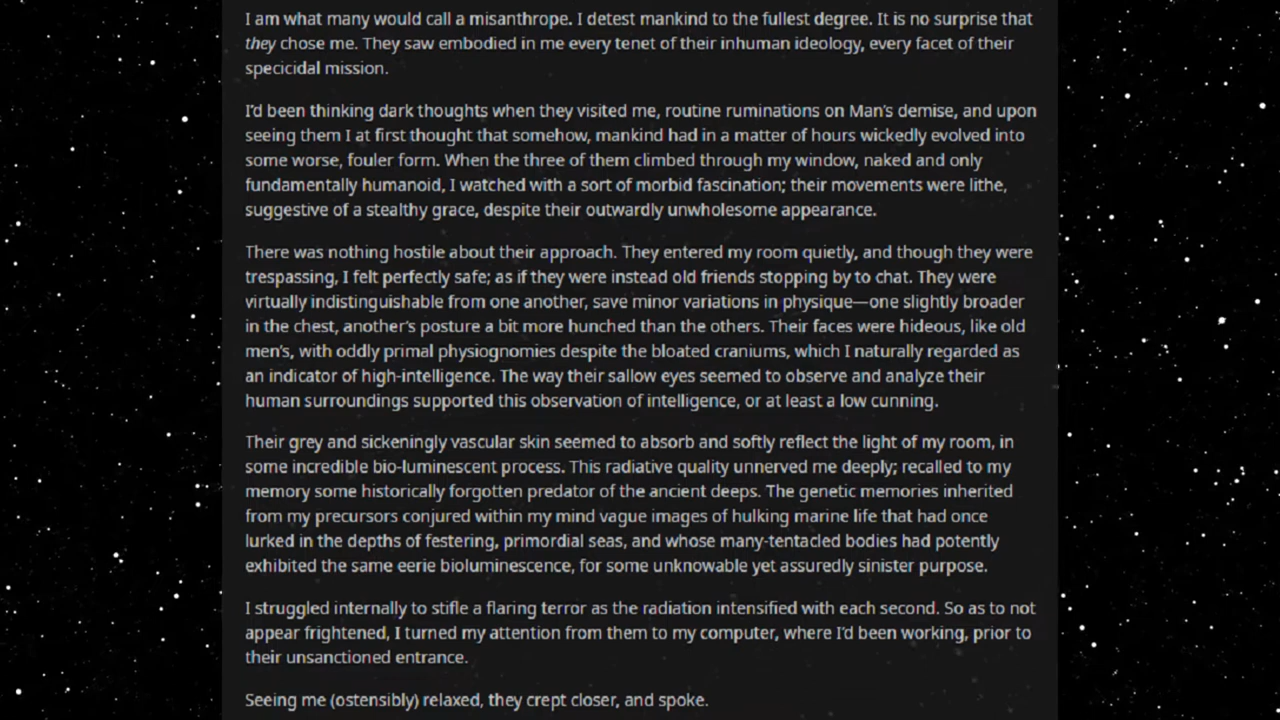 I am what many would call a misanthrope. I detest mankind to the fullest degree. It is no surprise that
they chose me. They saw embodied in me every tenet of their inhuman ideology, every facet of their
specicidal mission.
I'd been thinking dark thoughts when they visited me, routine ruminations on Man's demise, and upon
seeing them I at first thought that somehow, mankind had in a matter of hours wickedly evolved into
some worse, fouler form. When the three of them climbed through my window, naked and only
fundamentally humanoid, I watched with a sort of morbid fascination; their movements were lithe,
suggestive of a stealthy grace, despite their outwardly unwholesome appearance.
There was nothing hostile about their approach. They entered my room quietly, and though they were
trespassing, I felt perfectly safe; as if they were instead old friends stopping by to chat. They were
virtually indistinguishable from one another, save minor variations in physique—one slightly broader
in the chest, another's posture a bit more hunched than the others. Their faces were hideous, like old
men's, with oddly primal physiognomies despite the bloated craniums, which I naturally regarded as
an indicator of high-intelligence. The way their sallow eyes seemed to observe and analyze their
human surroundings supported this observation of intelligence, or at least a low cunning.
Their grey and sickeningly vascular skin seemed to absorb and softly reflect the light of my room, in
some incredible bio-luminescent process. This radiative quality unnerved me deeply; recalled to my
memory some historically forgotten predator of the ancient deeps. The genetic memories inherited
from my precursors conjured within my mind vague images of hulking marine life that had once
lurked in the depths of festering, primordial seas, and whose many-tentacled bodies had potently
exhibited the same eerie bioluminescence, for some unknowable yet assuredly sinister purpose.
I struggled internally to stifle a flaring terror as the radiation intensified with each second. So as to not
appear frightened, I turned my attention from them to my computer, where I'd been working, prior to
their unsanctioned entrance.
Seeing me (ostensibly) relaxed, they crept closer, and spoke.